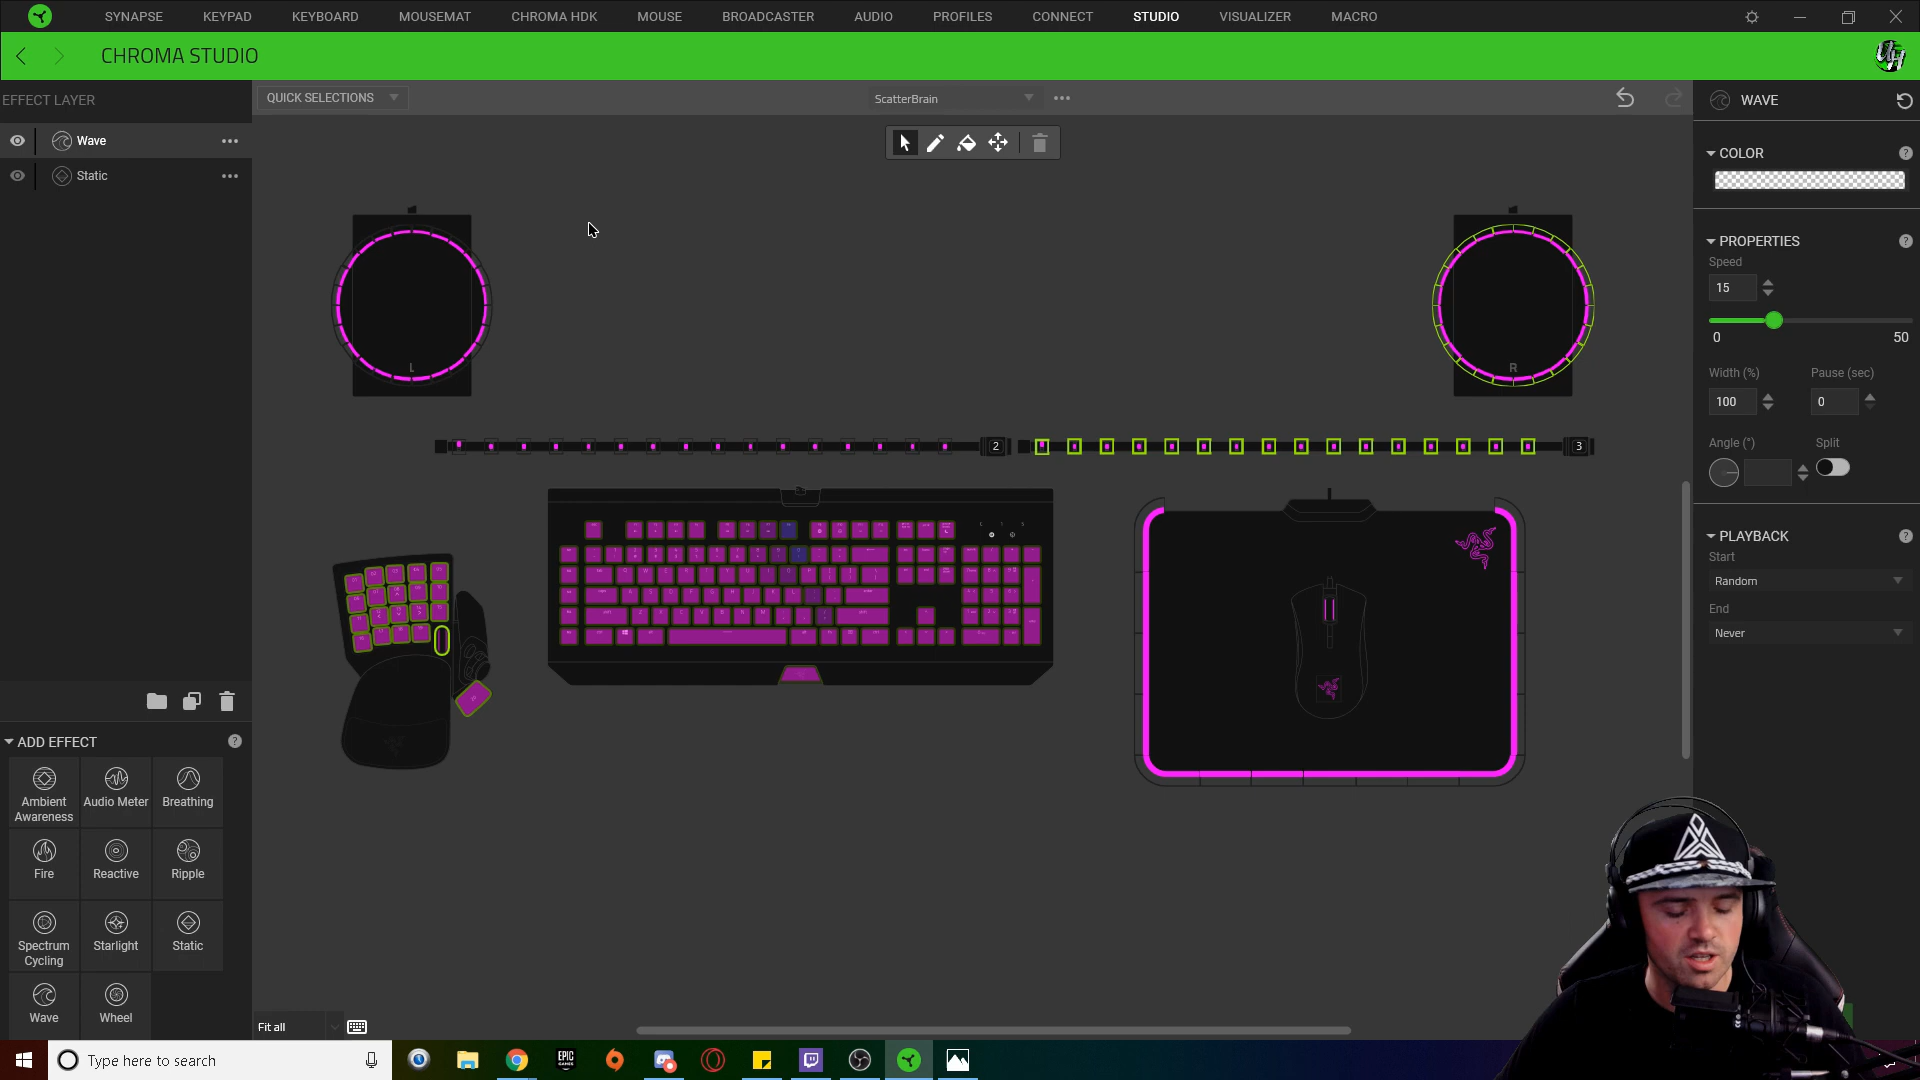 SYNAPSE KEYPAD KEYBOARD MOUSEMAT CHROMA HDK MOUSE BROADCASTER AUDIO PROFILES CONNECT STUDIO VISUALIZER MACRO
CHROMA STUDIO
EFFECT LAYER
QUICK SELECTIONS
ScatterBrain
WAVE
Wave
Static
COLOR
PROPERTIES
Speed
15
0 50
Width (%) Pause (sec)
100 0
Angle (°) Split
L
R
2
3
PLAYBACK
Start
Random
End
Never
ADD EFFECT
Ambient Awareness
Audio Meter
Breathing
Fire
Reactive
Ripple
Spectrum Cycling
Starlight
Static
Wave
Wheel
Fit all
Type here to search
EPIC GAMES